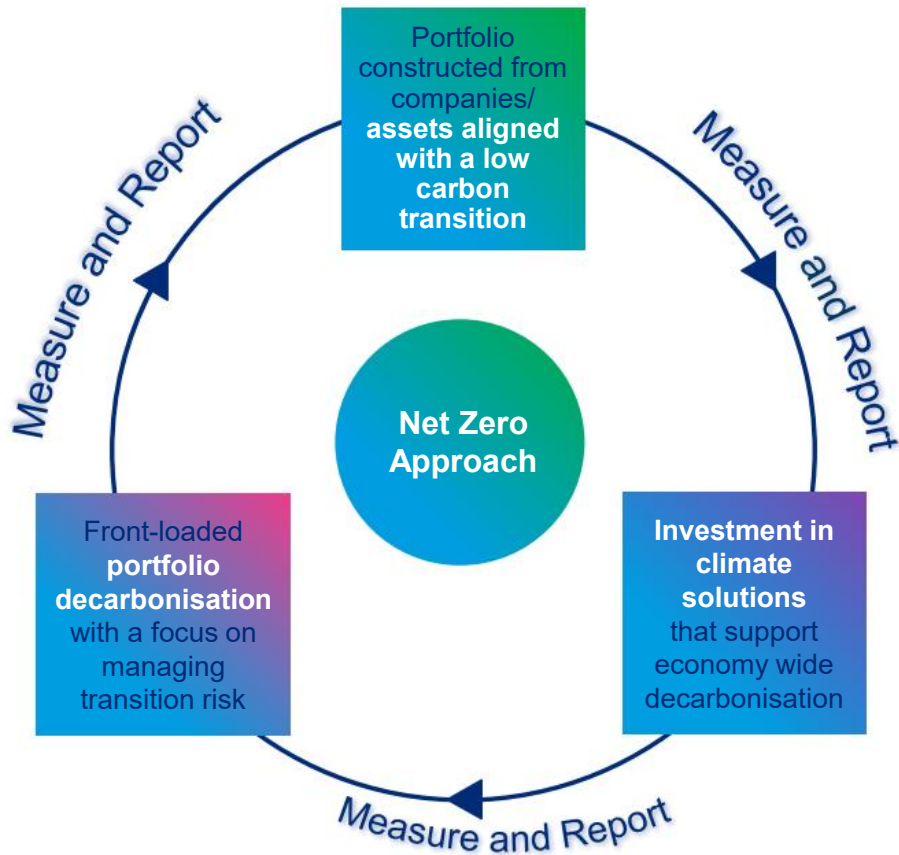 Portfolio
constructed from
companies/
assets aligned
with a low
carbon
transition
Measure and Report
Measure and Report
Net Zero
Approach
Front-loaded
portfolio
decarbonisation
with a focus on
managing
transition risk
Investment in
climate
solutions
that support
economy wide
decarbonisation
Measure and Report